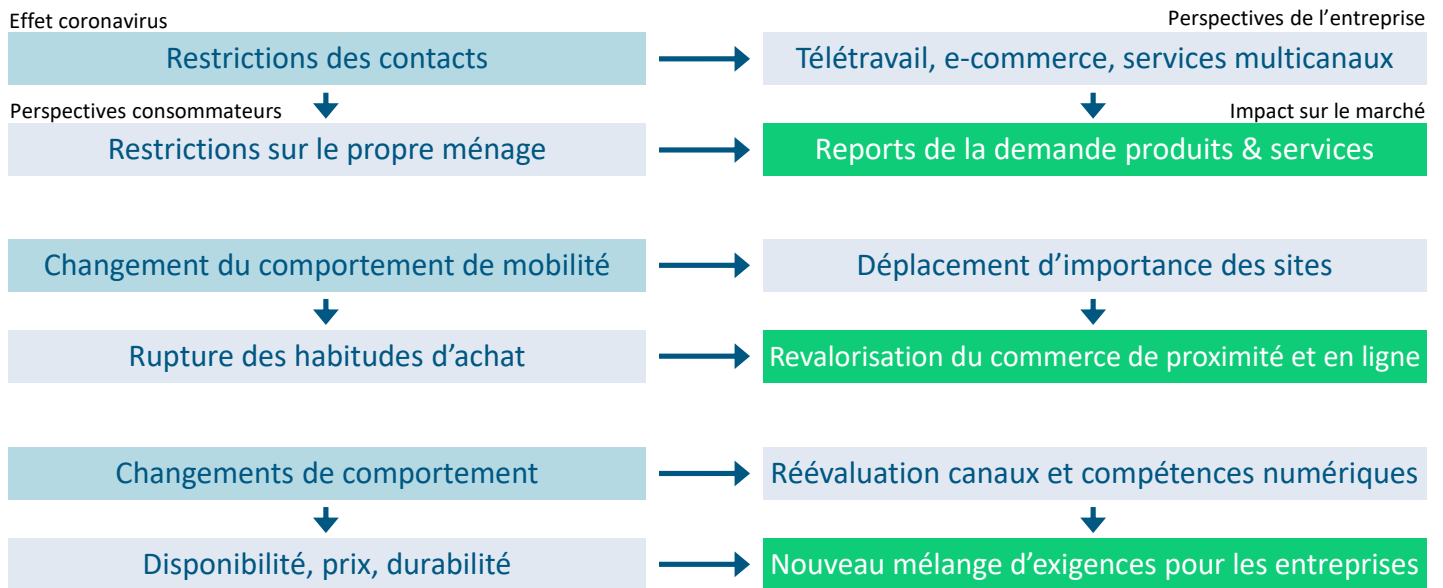 Effet coronavirus
Perspectives de l’entreprise
Restrictions des contacts
Télétravail, e-commerce, services multicanaux
Perspectives consommateurs
Impact sur le marché
Restrictions sur le propre ménage
Reports de la demande produits & services
Changement du comportement de mobilité
Déplacement d’importance des sites
Rupture des habitudes d’achat
Revalorisation du commerce de proximité et en ligne
Changements de comportement
Réévaluation canaux et compétences numériques
Disponibilité, prix, durabilité
Nouveau mélange d'exigences pour les entreprises